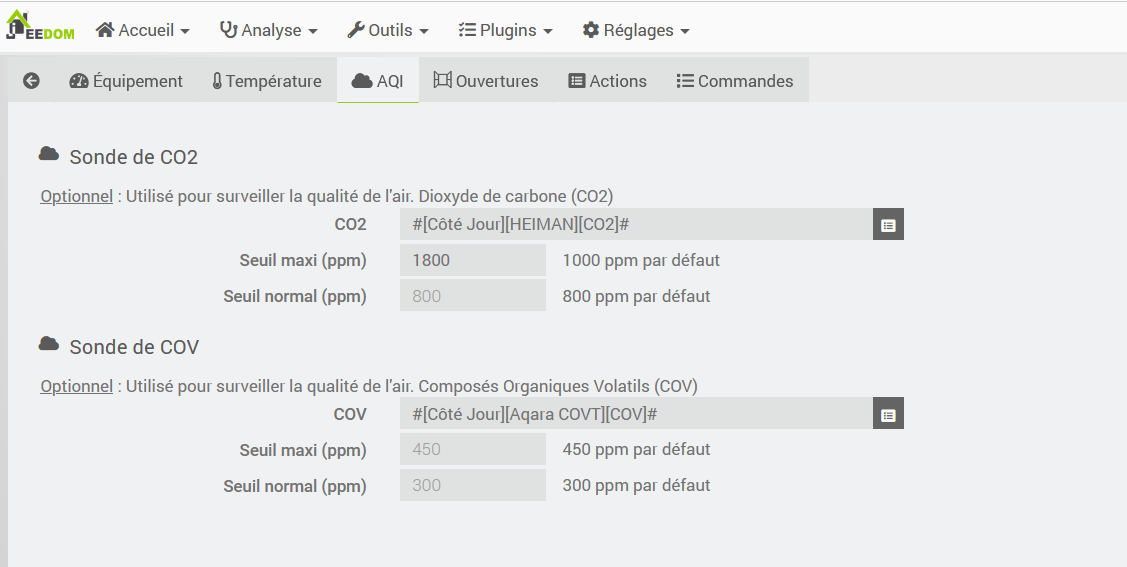 JEEDOM Accueil Analyse Outils Plugins Réglages
Équipement Température AQI Ouvertures Actions Commandes
Sonde de CO2
Optionnel : Utilisé pour surveiller la qualité de l'air. Dioxyde de carbone (CO2)
CO2 #[Côté Jour][HEIMAN][CO2]#
Seuil maxi (ppm) 1800 1000 ppm par défaut
Seuil normal (ppm) 800 800 ppm par défaut
Sonde de COV
Optionnel : Utilisé pour surveiller la qualité de l'air. Composés Organiques Volatils (COV)
COV #[Côté Jour][Aqara COVT][COV]#
Seuil maxi (ppm) 450 450 ppm par défaut
Seuil normal (ppm) 300 300 ppm par défaut